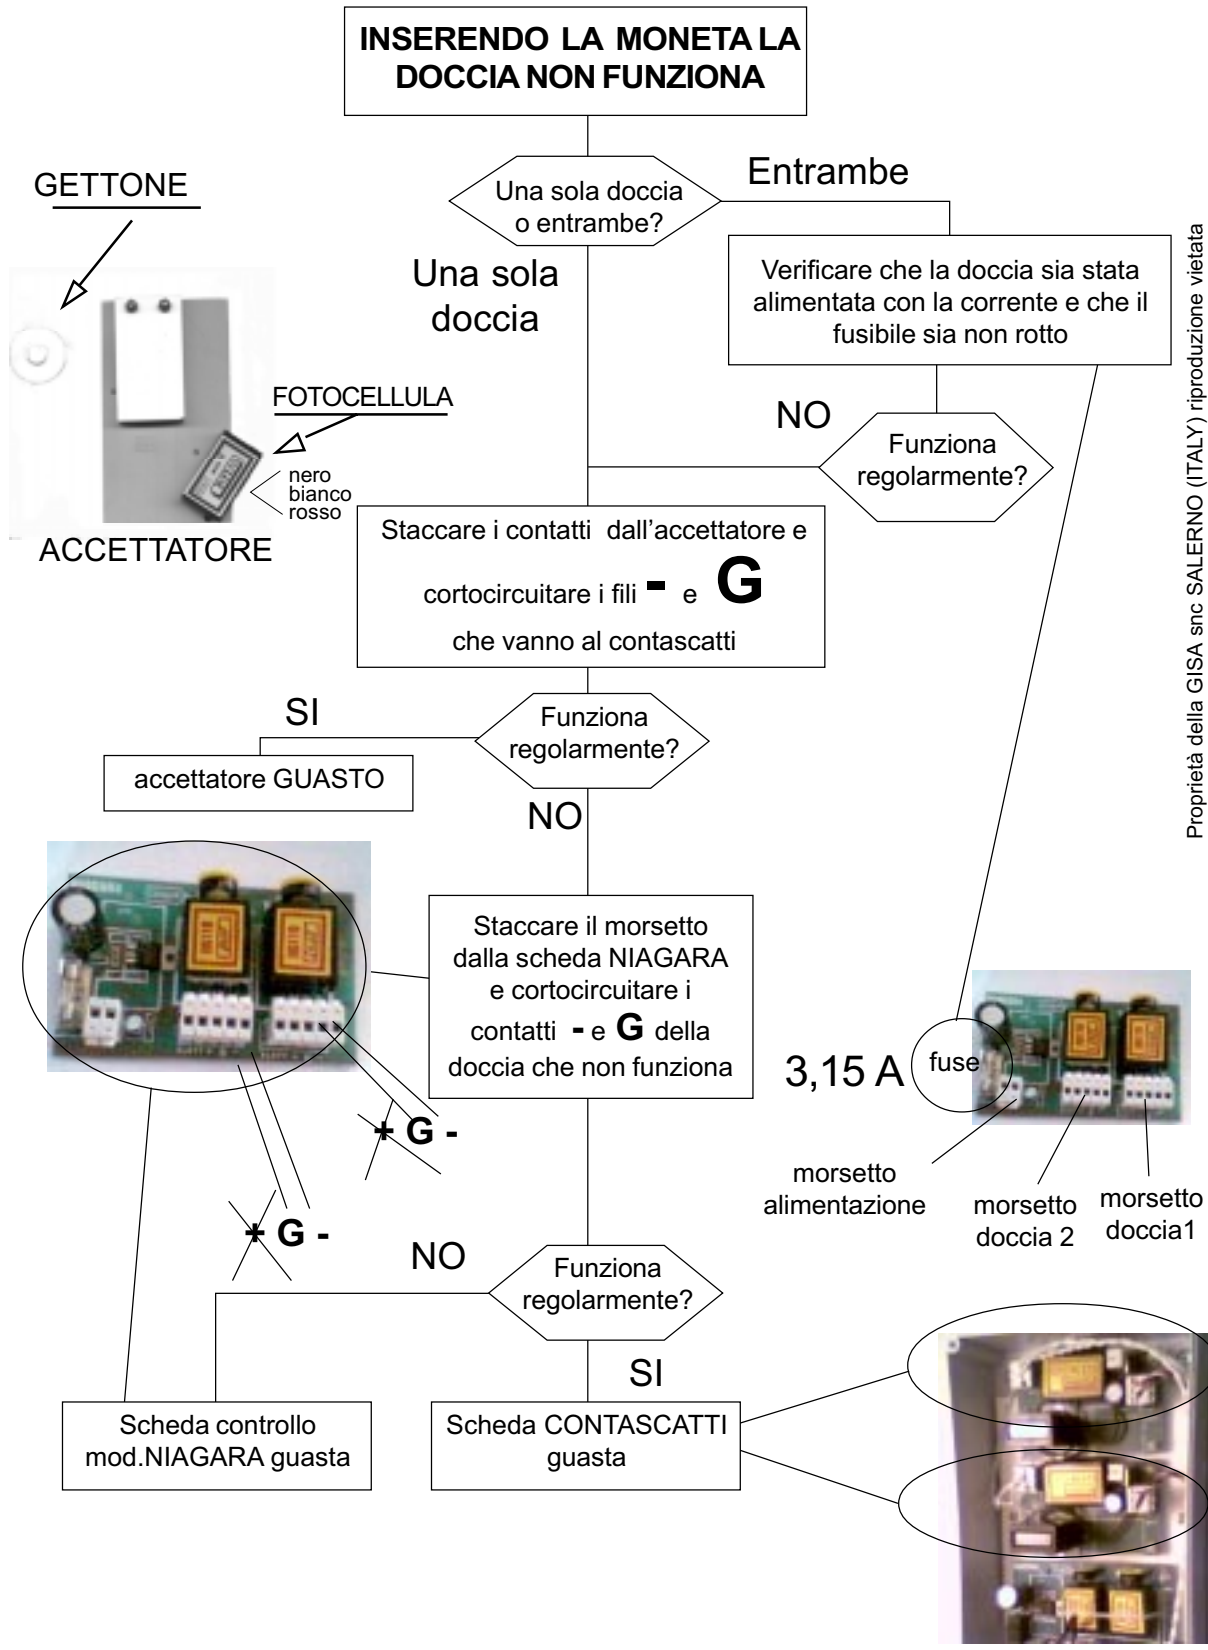 INSERENDO LA MONETA LA
DOCCIA NON FUNZIONA
Una sola doccia
o entrambe?
Entrambe
Una sola
doccia
Verificare che la doccia sia stata
alimentata con la corrente e che il
fusibile sia non rotto
GETTONE
FOTOCELLULA
nero
bianco
rosso
ACCETTATORE
NO
Funziona
regolarmente?
Staccare i contatti dall'accettatore e
cortocircuitare i fili - e G
che vanno al contascatti
SI
Funziona
regolarmente?
accettatore GUASTO
NO
Staccare il morsetto
dalla scheda NIAGARA
e cortocircuitare i
contatti - e G della
doccia che non funziona
3,15 A
fuse
+ G -
+ G -
morsetto
alimentazione
morsetto
doccia 2
morsetto
doccia1
NO
Funziona
regolarmente?
SI
Scheda controllo
mod.NIAGARA guasta
Scheda CONTASCATTI
guasta
Proprietà della GISA snc SALERNO (ITALY) riproduzione vietata